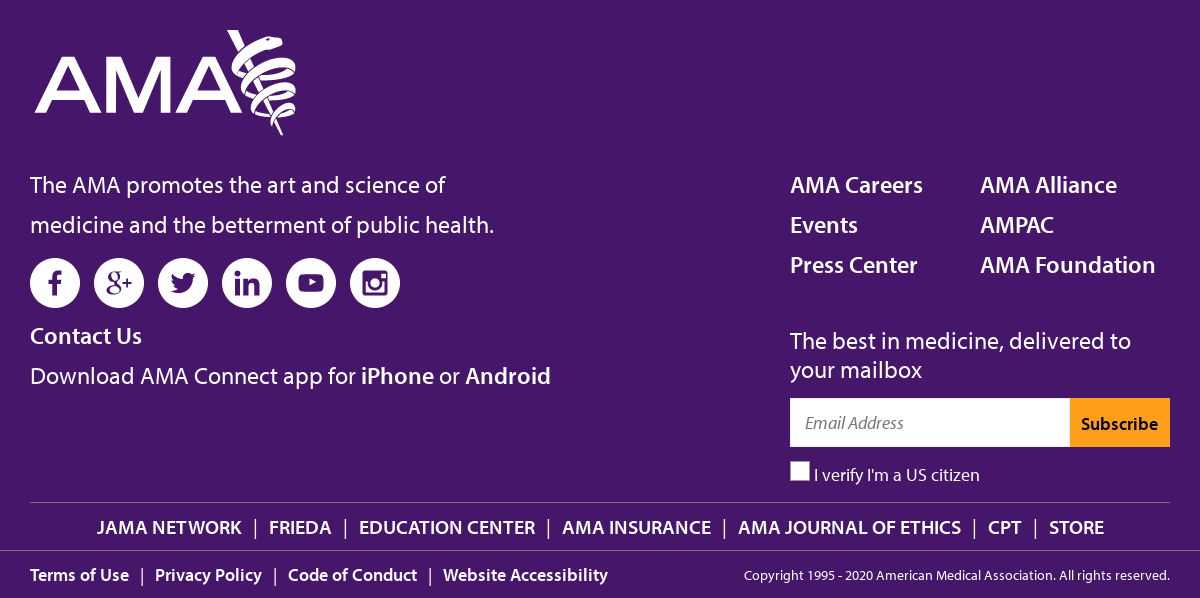 AMA
The AMA promotes the art and science of
medicine and the betterment of public health.
Contact Us
Download AMA Connect app for iPhone or Android
AMA Careers
Events
Press Center
AMA Alliance
AMPAC
AMA Foundation
The best in medicine, delivered to
your mailbox
Email Address
Subscribe
I verify I'm a US citizen
JAMA NETWORK | FRIEDA | EDUCATION CENTER | AMA INSURANCE | AMA JOURNAL OF ETHICS | CPT | STORE
Terms of Use | Privacy Policy | Code of Conduct | Website Accessibility
Copyright 1995 - 2020 American Medical Association. All rights reserved.